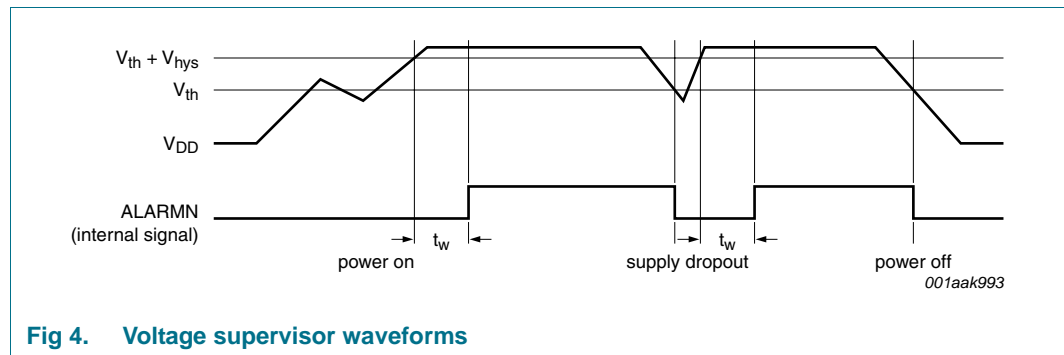 Vth + Vhys
Vth
VDD
ALARMN
(internal signal)
tw
tw
power on
supply dropout
power off
001aak993
Fig 4. Voltage supervisor waveforms